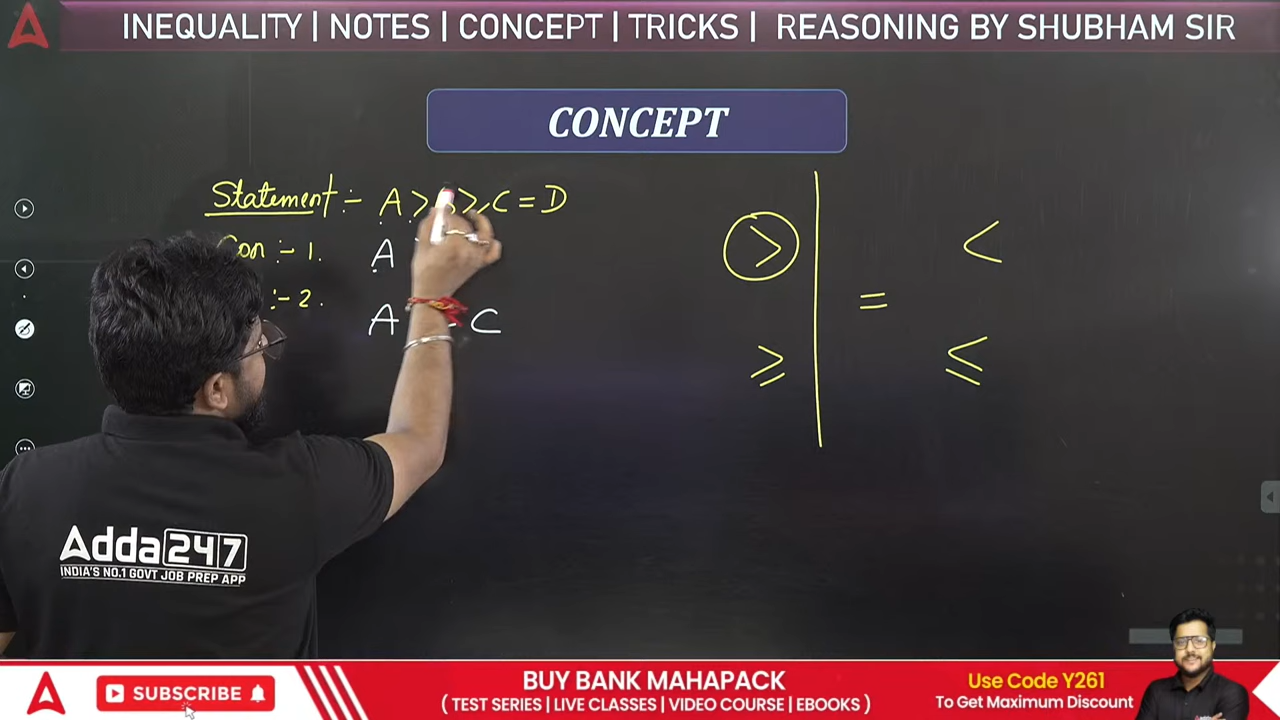 INEQUALITY | NOTES | CONCEPT | TRICKS | REASONING BY SHUBHAM SIR
CONCEPT
Statement :- A > ≥ C = D
Con :- 1. A
:- 2. A C
> <
=
≥ ≤
Adda247
INDIA'S NO.1 GOVT JOB PREP APP
SUBSCRIBE
BUY BANK MAHAPACK
( TEST SERIES | LIVE CLASSES | VIDEO COURSE | EBOOKS )
Use Code Y261
To Get Maximum Discount